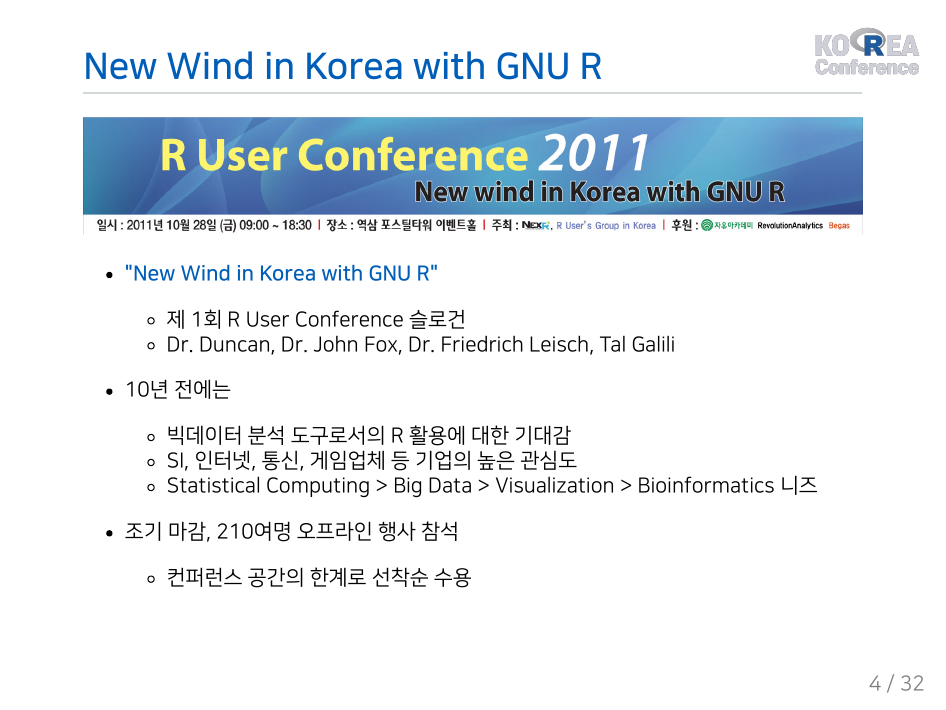 New Wind in Korea with GNU R
KOREA
Conference
R User Conference 2011
New wind in Korea with GNU R
일시 : 2011년 10월 28일 (금) 09:00 ~ 18:30 | 장소 : 역삼 포스틸타워 이벤트홀 | 주최 : NEXR, R User's Group in Korea | 후원 : 자유아카데미 RevolutionAnalytics Begas
• "New Wind in Korea with GNU R"
◦ 제 1회 R User Conference 슬로건
◦ Dr. Duncan, Dr. John Fox, Dr. Friedrich Leisch, Tal Galili
• 10년 전에는
◦ 빅데이터 분석 도구로서의 R 활용에 대한 기대감
◦ SI, 인터넷, 통신, 게임업체 등 기업의 높은 관심도
◦ Statistical Computing > Big Data > Visualization > Bioinformatics 니즈
• 조기 마감, 210여명 오프라인 행사 참석
◦ 컨퍼런스 공간의 한계로 선착순 수용
4 / 32